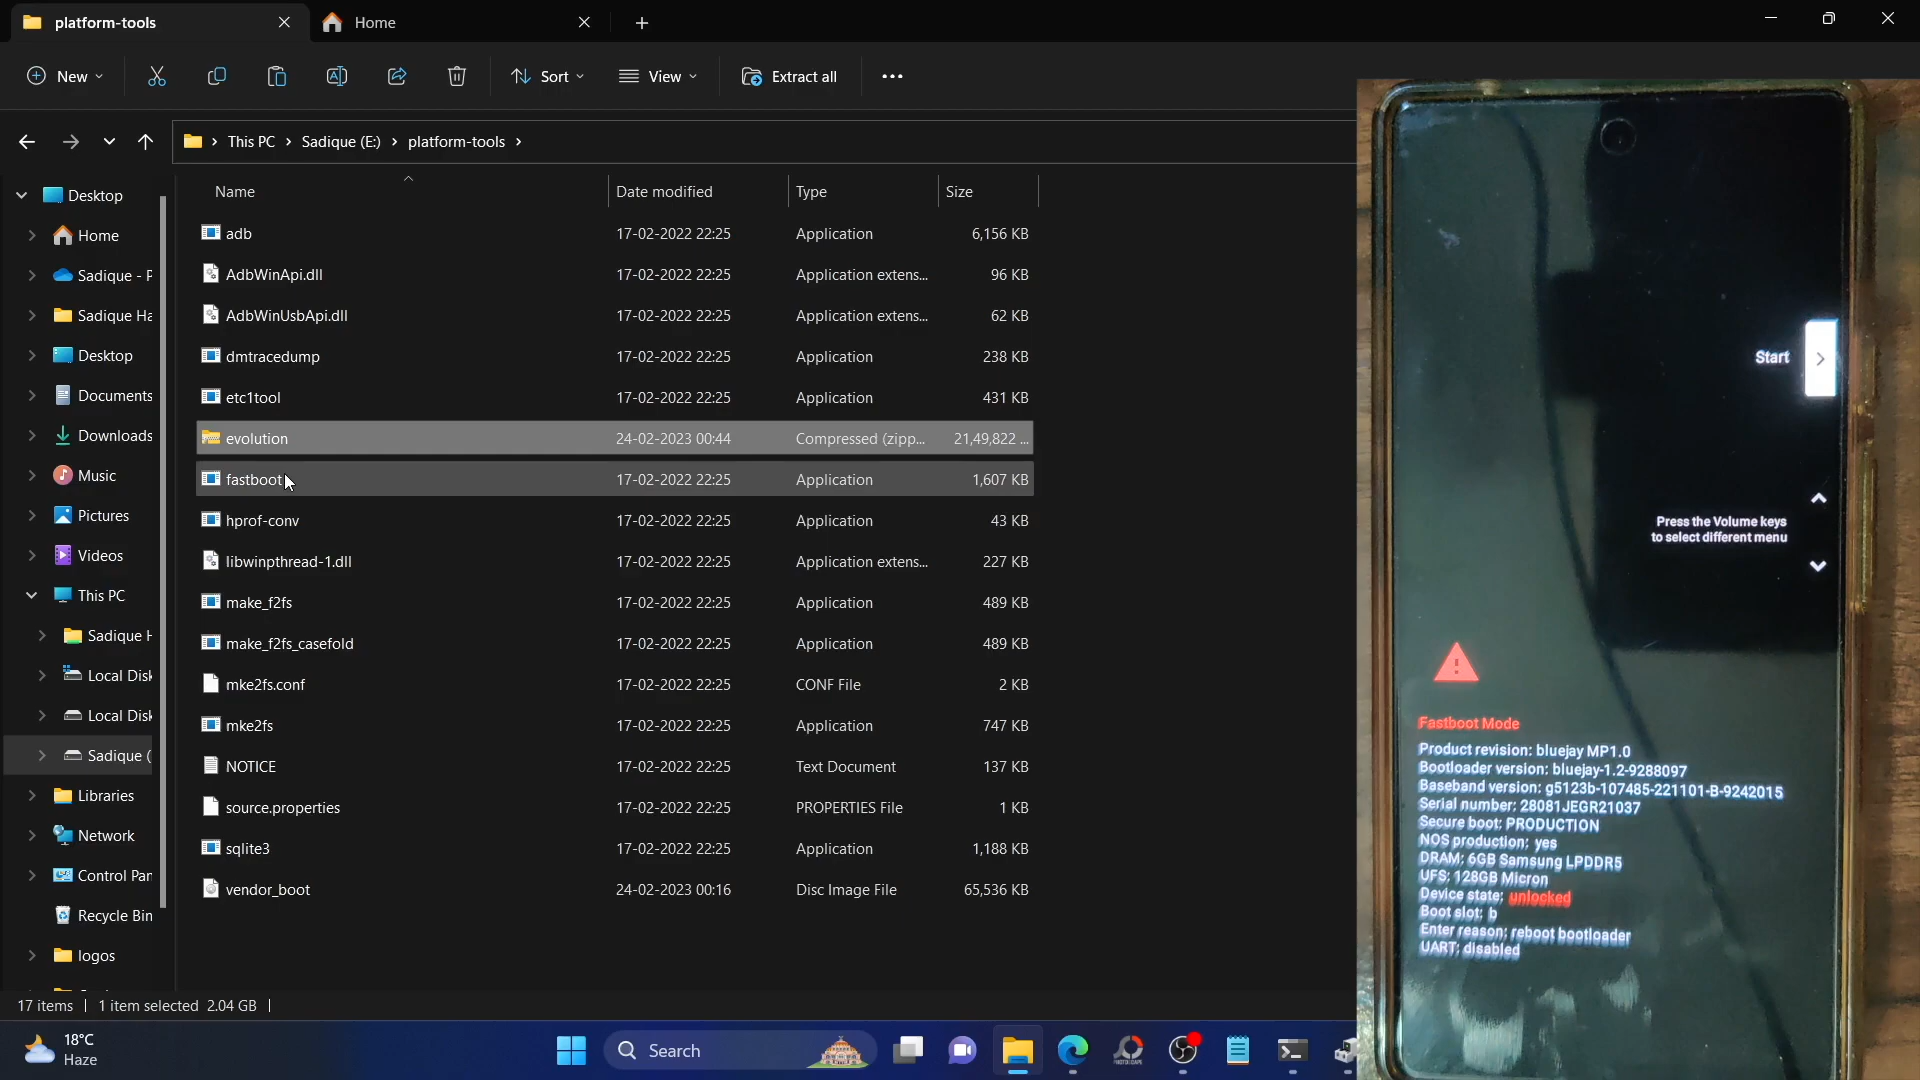 platform-tools
Home
New
Sort
View
Extract all
This PC
Sadique (E:)
platform-tools
Name
Date modified
Type
Size
Desktop
Home
Sadique - P
Sadique Ha
Desktop
Documents
Downloads
Music
Pictures
Videos
This PC
Sadique H
Local Disk
Local Disk
Sadique (
Libraries
Network
Control Pan
Recycle Bin
logos
adb 17-02-2022 22:25 Application 6,156 KB
AdbWinApi.dll 17-02-2022 22:25 Application extens... 96 KB
AdbWinUsbApi.dll 17-02-2022 22:25 Application extens... 62 KB
dmtracedump 17-02-2022 22:25 Application 238 KB
etc1tool 17-02-2022 22:25 Application 431 KB
evolution 24-02-2023 00:44 Compressed (zipp... 21,49,822 ...
fastboot 17-02-2022 22:25 Application 1,607 KB
hprof-conv 17-02-2022 22:25 Application 43 KB
libwinpthread-1.dll 17-02-2022 22:25 Application extens... 227 KB
make_f2fs 17-02-2022 22:25 Application 489 KB
make_f2fs_casefold 17-02-2022 22:25 Application 489 KB
mke2fs.conf 17-02-2022 22:25 CONF File 2 KB
mke2fs 17-02-2022 22:25 Application 747 KB
NOTICE 17-02-2022 22:25 Text Document 137 KB
source.properties 17-02-2022 22:25 PROPERTIES File 1 KB
sqlite3 17-02-2022 22:25 Application 1,188 KB
vendor_boot 24-02-2023 00:16 Disc Image File 65,536 KB
17 items
1 item selected 2.04 GB
18°C
Haze
Search
Start
Press the Volume keys
to select different menu
Fastboot Mode
Product revision: bluejay MP1.0
Bootloader version: bluejay-1.2-9288097
Baseband version: g5123b-107485-221101-B-9242015
Serial number: 28081JEGR21037
Secure boot: PRODUCTION
NOS production: yes
DRAM: 6GB Samsung LPDDR5
UFS: 128GB Micron
Device state: unlocked
Boot slot: b
Enter reason: reboot bootloader
UART: disabled